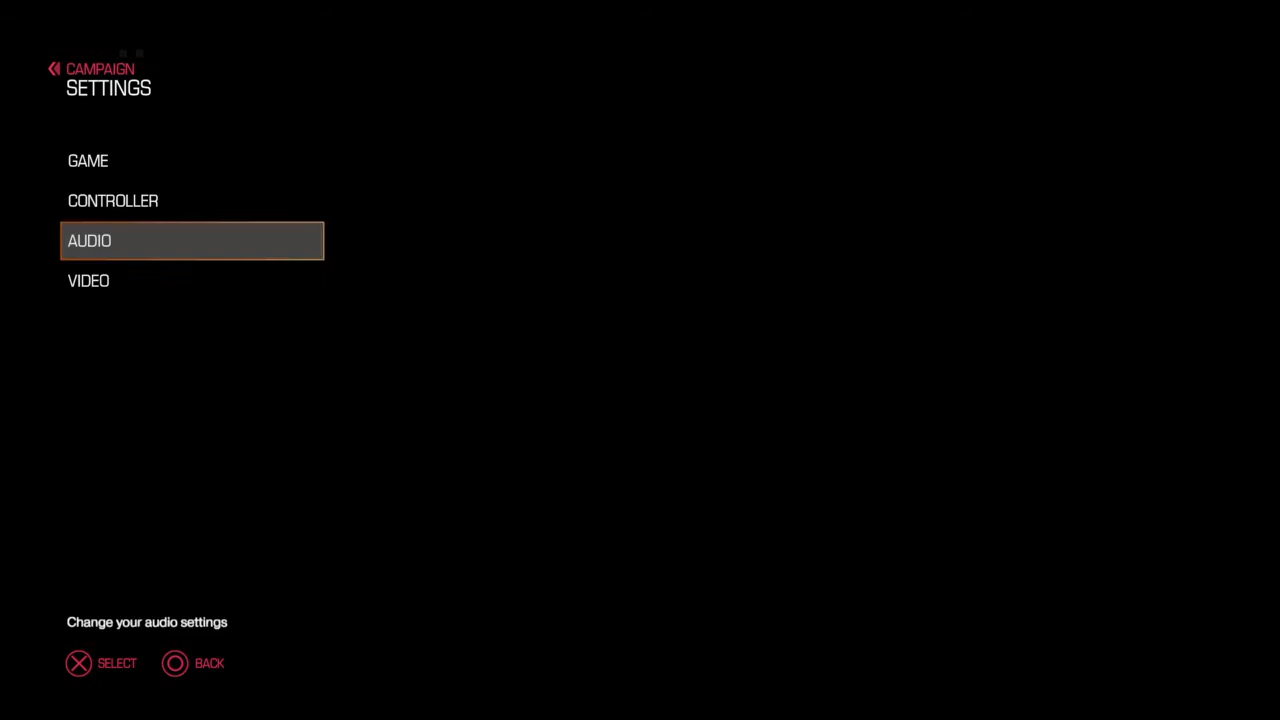 CAMPAIGN
SETTINGS
GAME
CONTROLLER
AUDIO
VIDEO
Change your audio settings
SELECT BACK